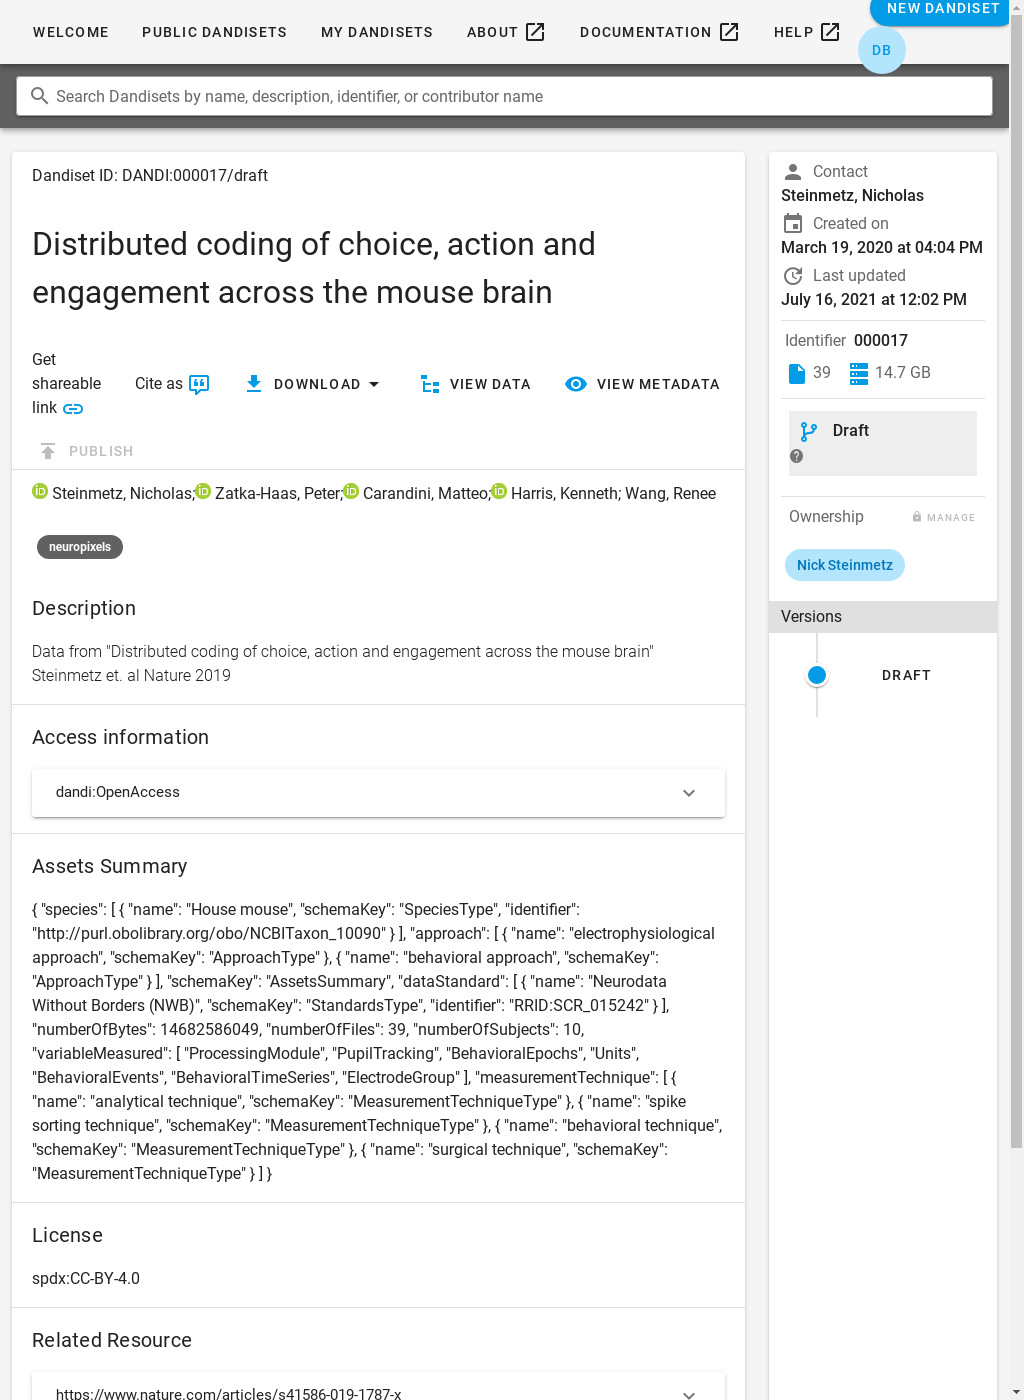 WELCOME
PUBLIC DANDISETS
MY DANDISETS
ABOUT
DOCUMENTATION
HELP
NEW DANDISET
DB
Search Dandisets by name, description, identifier, or contributor name
Dandiset ID: DANDI:000017/draft
Distributed coding of choice, action and
engagement across the mouse brain
Get
shareable
link
Cite as
DOWNLOAD
VIEW DATA
VIEW METADATA
PUBLISH
iD Steinmetz, Nicholas; iD Zatka-Haas, Peter; iD Carandini, Matteo; iD Harris, Kenneth; Wang, Renee
neuropixels
Description
Data from "Distributed coding of choice, action and engagement across the mouse brain"
Steinmetz et. al Nature 2019
Access information
dandi:OpenAccess
Assets Summary
{ "species": [ { "name": "House mouse", "schemaKey": "SpeciesType", "identifier":
"http://purl.obolibrary.org/obo/NCBITaxon_10090" } ], "approach": [ { "name": "electrophysiological
approach", "schemaKey": "ApproachType" }, { "name": "behavioral approach", "schemaKey":
"ApproachType" } ], "schemaKey": "AssetsSummary", "dataStandard": [ { "name": "Neurodata
Without Borders (NWB)", "schemaKey": "StandardsType", "identifier": "RRID:SCR_015242" } ],
"numberOfBytes": 14682586049, "numberOfFiles": 39, "numberOfSubjects": 10,
"variableMeasured": [ "ProcessingModule", "PupilTracking", "BehavioralEpochs", "Units",
"BehavioralEvents", "BehavioralTimeSeries", "ElectrodeGroup" ], "measurementTechnique": [ {
"name": "analytical technique", "schemaKey": "MeasurementTechniqueType" }, { "name": "spike
sorting technique", "schemaKey": "MeasurementTechniqueType" }, { "name": "behavioral technique",
"schemaKey": "MeasurementTechniqueType" }, { "name": "surgical technique", "schemaKey":
"MeasurementTechniqueType" } ] }
License
spdx:CC-BY-4.0
Related Resource
https://www.nature.com/articles/s41586-019-1787-x
Contact
Steinmetz, Nicholas
Created on
March 19, 2020 at 04:04 PM
Last updated
July 16, 2021 at 12:02 PM
Identifier 000017
39
14.7 GB
Draft
?
Ownership
MANAGE
Nick Steinmetz
Versions
DRAFT